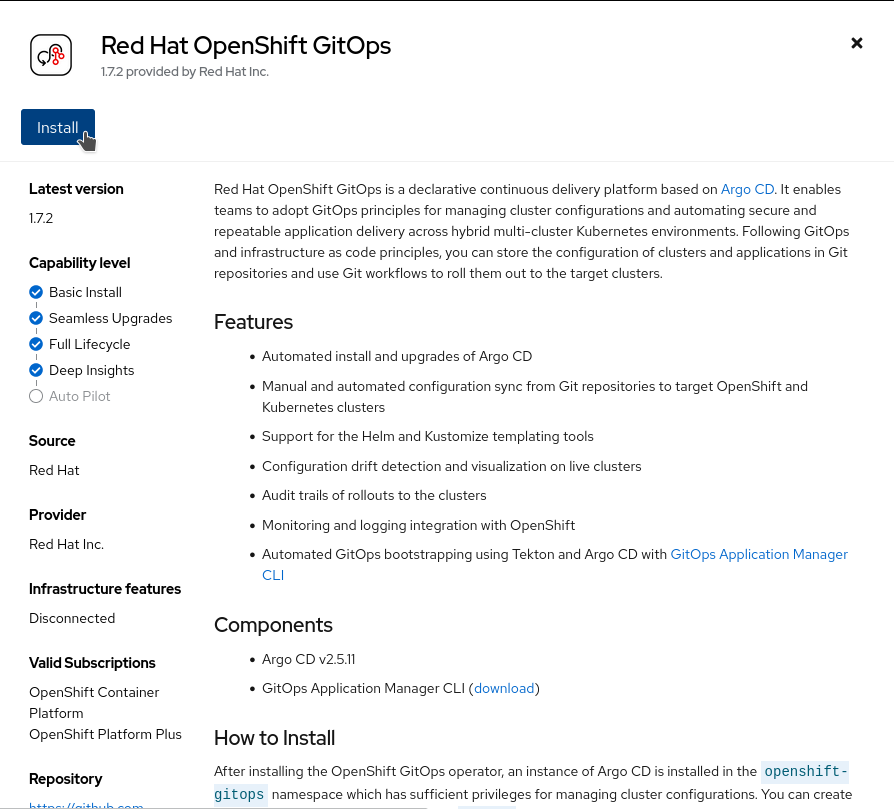 Red Hat OpenShift GitOps
1.7.2 provided by Red Hat Inc.
Install
Latest version
1.7.2
Capability level
Basic Install
Seamless Upgrades
Full Lifecycle
Deep Insights
Auto Pilot
Source
Red Hat
Provider
Red Hat Inc.
Infrastructure features
Disconnected
Valid Subscriptions
OpenShift Container
Platform
OpenShift Platform Plus
Repository
https://github.com
Red Hat OpenShift GitOps is a declarative continuous delivery platform based on Argo CD. It enables
teams to adopt GitOps principles for managing cluster configurations and automating secure and
repeatable application delivery across hybrid multi-cluster Kubernetes environments. Following GitOps
and infrastructure as code principles, you can store the configuration of clusters and applications in Git
repositories and use Git workflows to roll them out to the target clusters.
Features
• Automated install and upgrades of Argo CD
• Manual and automated configuration sync from Git repositories to target OpenShift and
Kubernetes clusters
• Support for the Helm and Kustomize templating tools
• Configuration drift detection and visualization on live clusters
• Audit trails of rollouts to the clusters
• Monitoring and logging integration with OpenShift
• Automated GitOps bootstrapping using Tekton and Argo CD with GitOps Application Manager
CLI
Components
• Argo CD v2.5.11
• GitOps Application Manager CLI (download)
How to Install
After installing the OpenShift GitOps operator, an instance of Argo CD is installed in the openshift-
gitops namespace which has sufficient privileges for managing cluster configurations. You can create